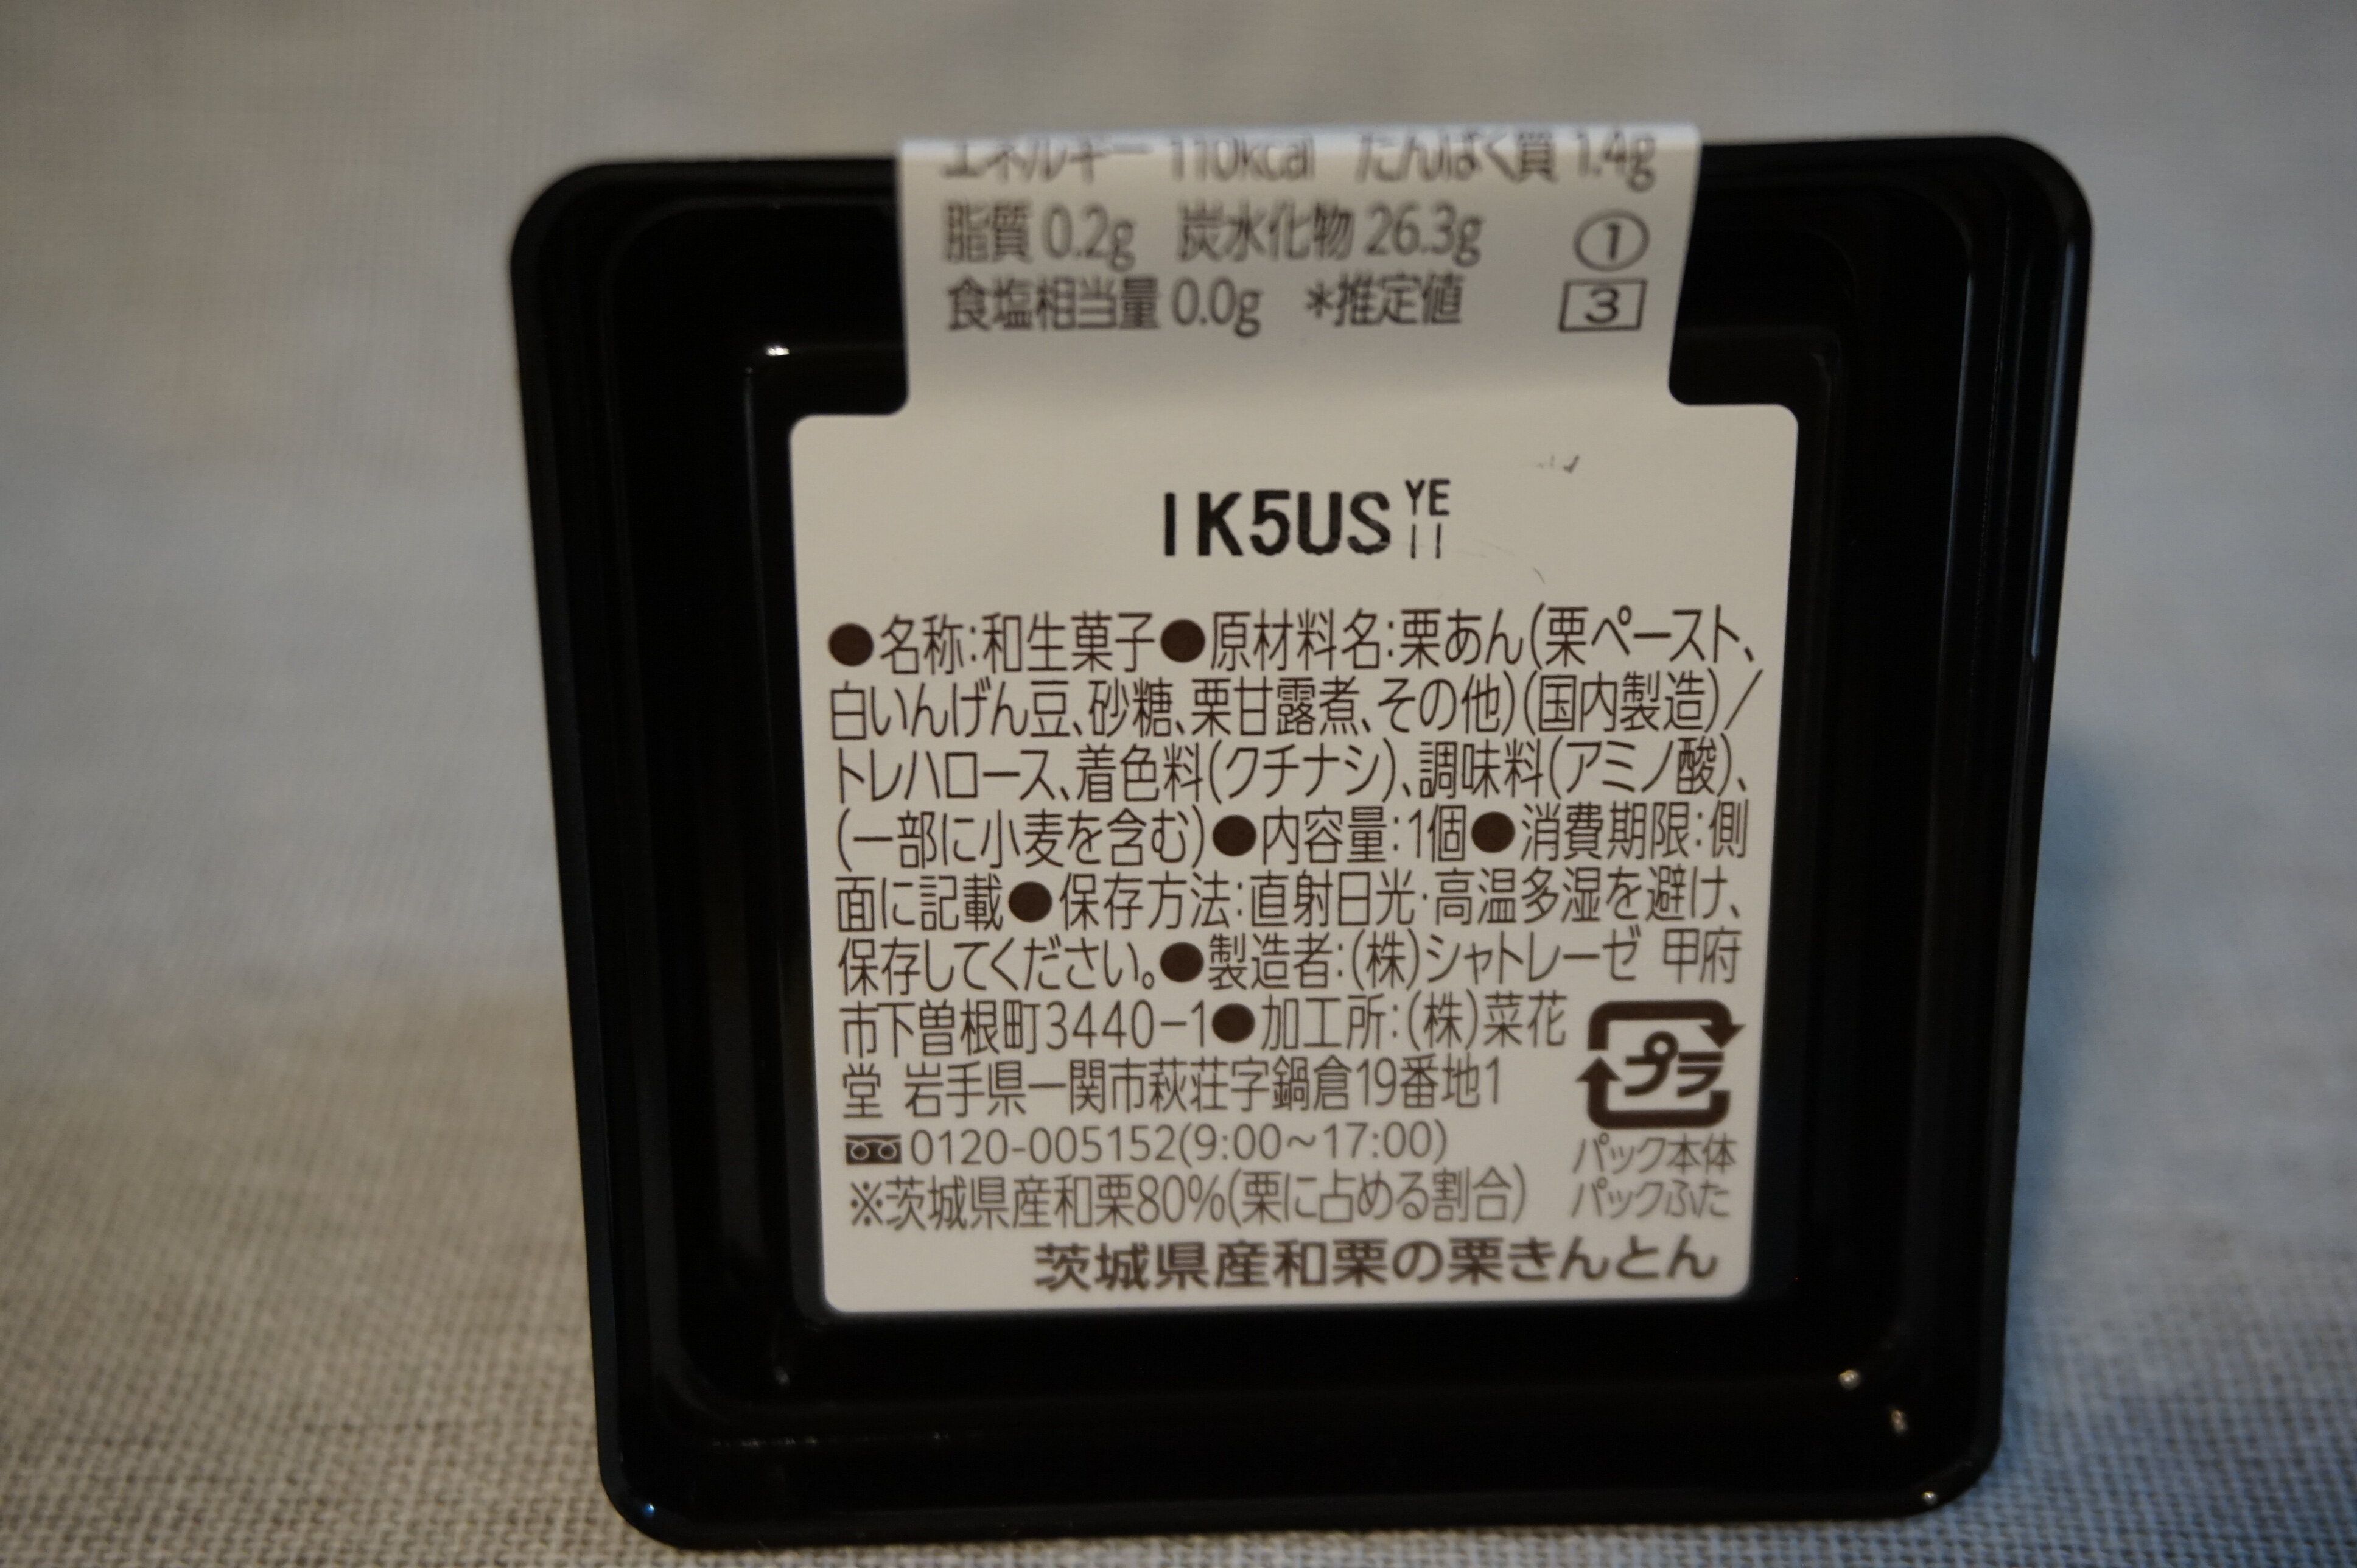 エネルギー 110kcal たんぱく質 1.4g
脂質 0.2g 炭水化物 26.3g ①
食塩相当量 0.0g *推定値 3
IK5US YE II
●名称:和生菓子●原材料名:栗あん(栗ペースト、
白いんげん豆、砂糖、栗甘露煮、その他)(国内製造)/
トレハロース、着色料(クチナシ)、調味料(アミノ酸)、
(一部に小麦を含む)●内容量:1個●消費期限:側
面に記載●保存方法:直射日光・高温多湿を避け、
保存してください。●製造者:(株)シャトレーゼ 甲府
市下曽根町3440-1●加工所:(株)菜花
堂 岩手県一関市萩荘字鍋倉19番地1
0120-005152(9:00~17:00)
※茨城県産和栗80%(栗に占める割合)
プラ
パック本体
パックふた
茨城県産和栗の栗きんとん